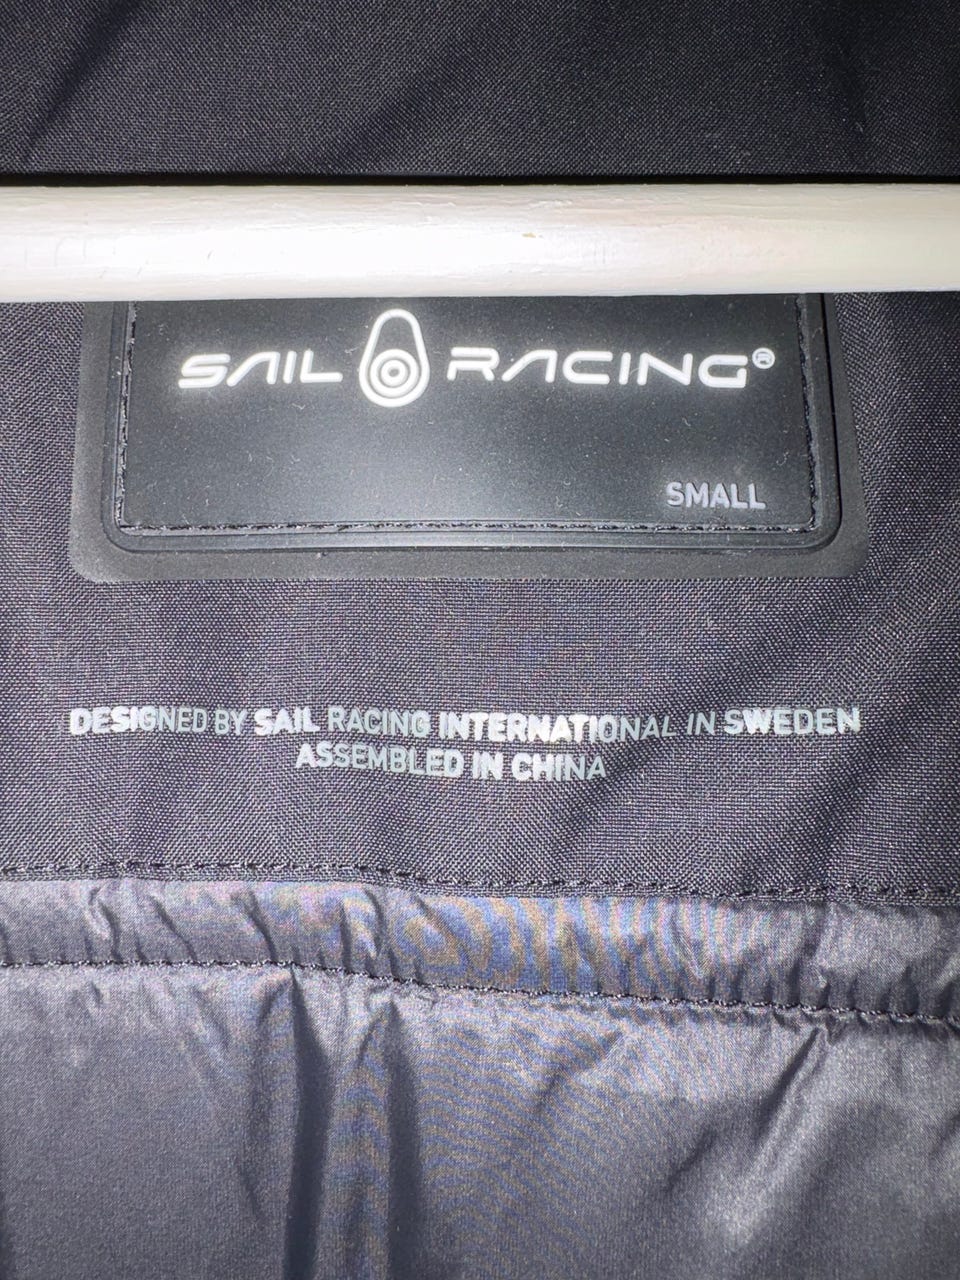 SAIL RACING®
SMALL
DESIGNED BY SAIL RACING INTERNATIONAL IN SWEDEN
ASSEMBLED IN CHINA